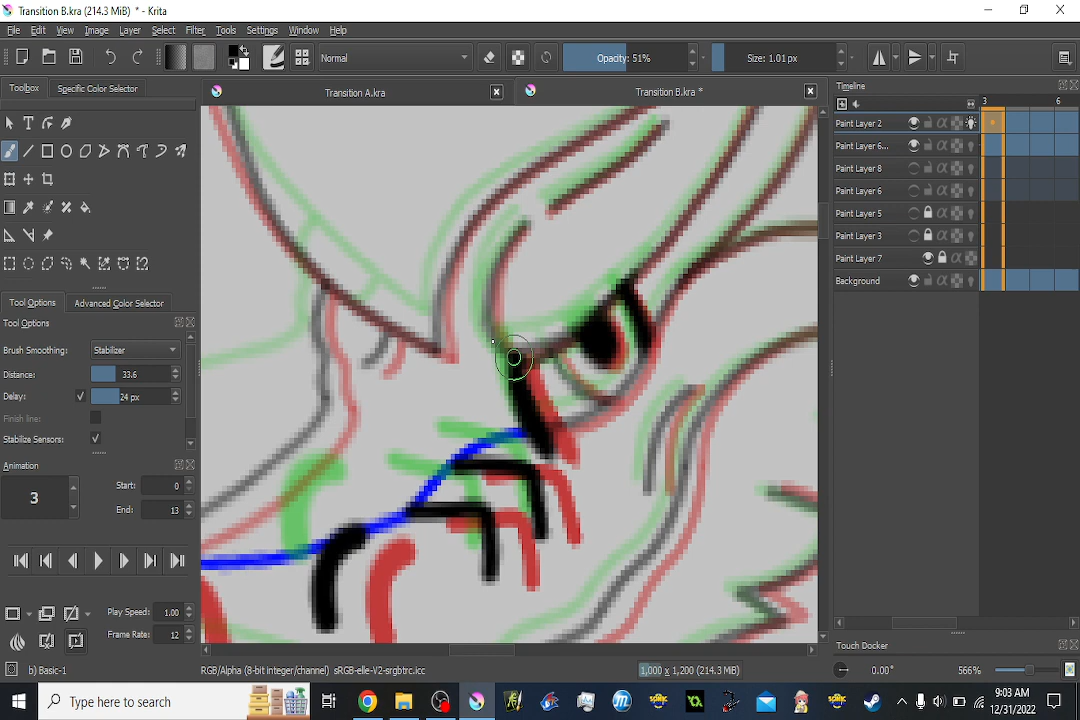 Transition B.kra (214.3 MiB) * - Krita
File Edit View Image Layer Select Filter Tools Settings Window Help
Normal Opacity: 51% Size: 1.01 px
Toolbox Specific Color Selector
Transition A.kra Transition B.kra *
Timeline
3 6
Paint Layer 2
Paint Layer 6...
Paint Layer 8
Paint Layer 6
Paint Layer 5
Paint Layer 3
Paint Layer 7
Background
Tool Options Advanced Color Selector
Tool Options
Brush Smoothing: Stabilizer
Distance: 33.6
Delay: 24 px
Finish line:
Stabilize Sensors:
Animation
3 Start: 0
End: 13
Play Speed: 1.00
Frame Rate: 12
Touch Docker
b) Basic-1 RGB/Alpha (8-bit integer/channel) sRGB-elle-V2-srgbtrc.icc 1,000 x 1,200 (214.3 MiB) 0.00° 566%
Type here to search
9:03 AM
12/31/2022